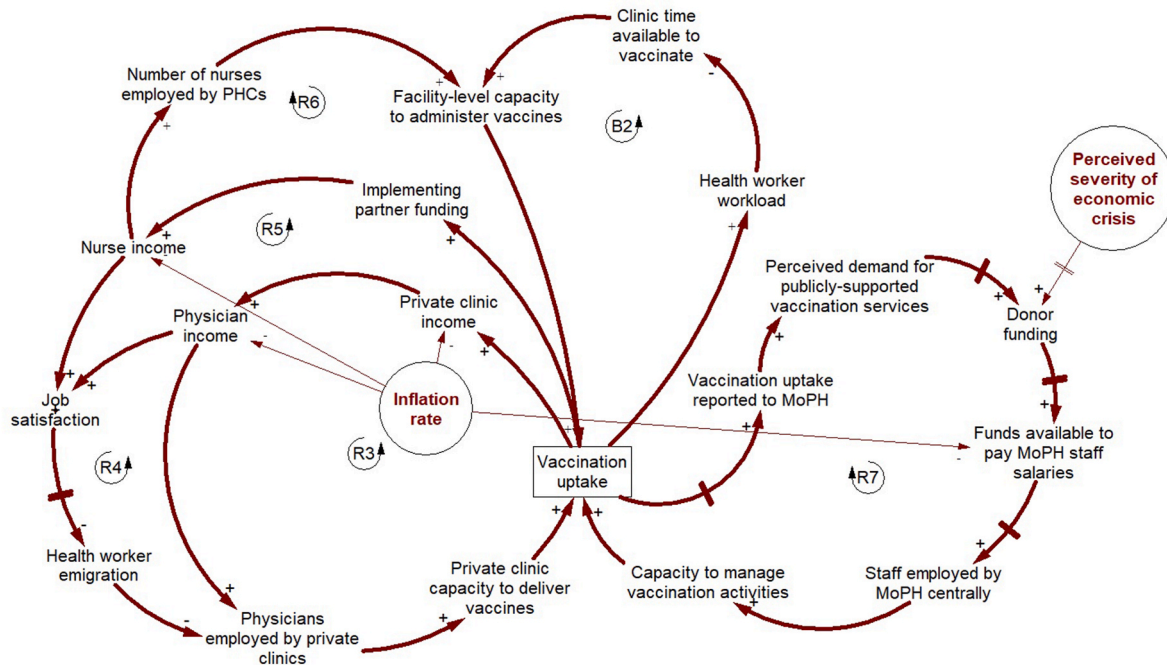 Clinic time
available to
vaccinate
Number of nurses
employed by PHCs
R6
Facility-level capacity
to administer vaccines
B2
Perceived
severity of
economic
crisis
Implementing
partner funding
Health worker
workload
R5
Nurse income
Perceived demand for
publicly-supported
vaccination services
Private clinic
income
Physician
income
Donor
funding
Inflation
rate
Vaccination uptake
reported to MoPH
Job
satisfaction
Funds available to
pay MoPH staff
salaries
R3
R4
Vaccination
uptake
R7
Health worker
emigration
Private clinic
capacity to deliver
vaccines
Capacity to manage
vaccination activities
Staff employed by
MoPH centrally
Physicians
employed by private
clinics